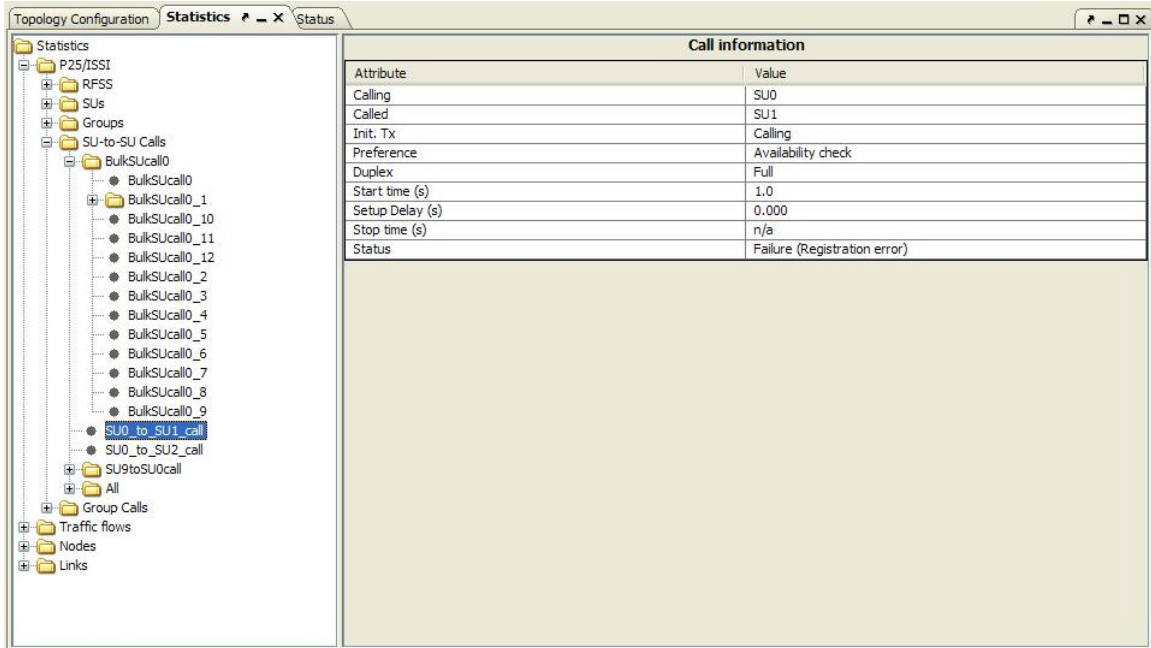 Topology Configuration Statistics Status
Statistics
P25/ISSI
RFSS
SUs
Groups
SU-to-SU Calls
BulkSUcall0
BulkSUcall0
BulkSUcall0_1
BulkSUcall0_10
BulkSUcall0_11
BulkSUcall0_12
BulkSUcall0_2
BulkSUcall0_3
BulkSUcall0_4
BulkSUcall0_5
BulkSUcall0_6
BulkSUcall0_7
BulkSUcall0_8
BulkSUcall0_9
SU0_to_SU1_call
SU0_to_SU2_call
SU9toSU0call
All
Group Calls
Traffic flows
Nodes
Links
Call information
Attribute Value
Calling SU0
Called SU1
Init. Tx Calling
Preference Availability check
Duplex Full
Start time (s) 1.0
Setup Delay (s) 0.000
Stop time (s) n/a
Status Failure (Registration error)